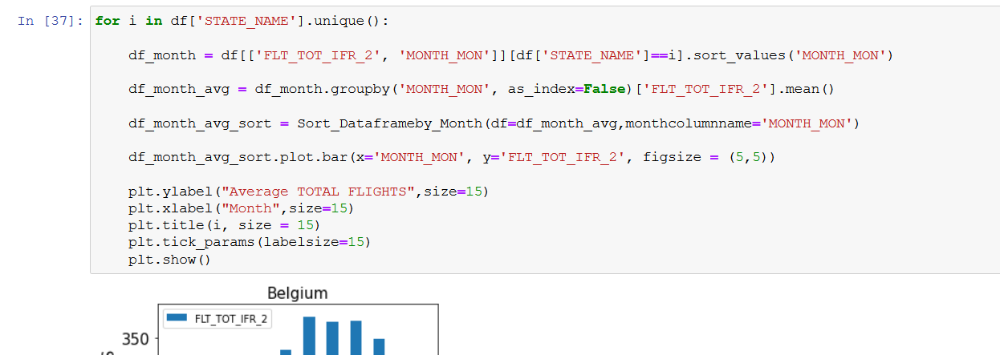 In [37]: for i in df['STATE_NAME'].unique():
df_month = df[['FLT_TOT_IFR_2', 'MONTH_MON']][df['STATE_NAME']==i].sort_values('MONTH_MON')
df_month_avg = df_month.groupby('MONTH_MON', as_index=False)['FLT_TOT_IFR_2'].mean()
df_month_avg_sort = Sort_Dataframeby_Month(df=df_month_avg,monthcolumnname='MONTH_MON')
df_month_avg_sort.plot.bar(x='MONTH_MON', y='FLT_TOT_IFR_2', figsize = (5,5))
plt.ylabel("Average TOTAL FLIGHTS",size=15)
plt.xlabel("Month",size=15)
plt.title(i, size = 15)
plt.tick_params(labelsize=15)
plt.show()
Belgium
FLT_TOT_IFR_2
350